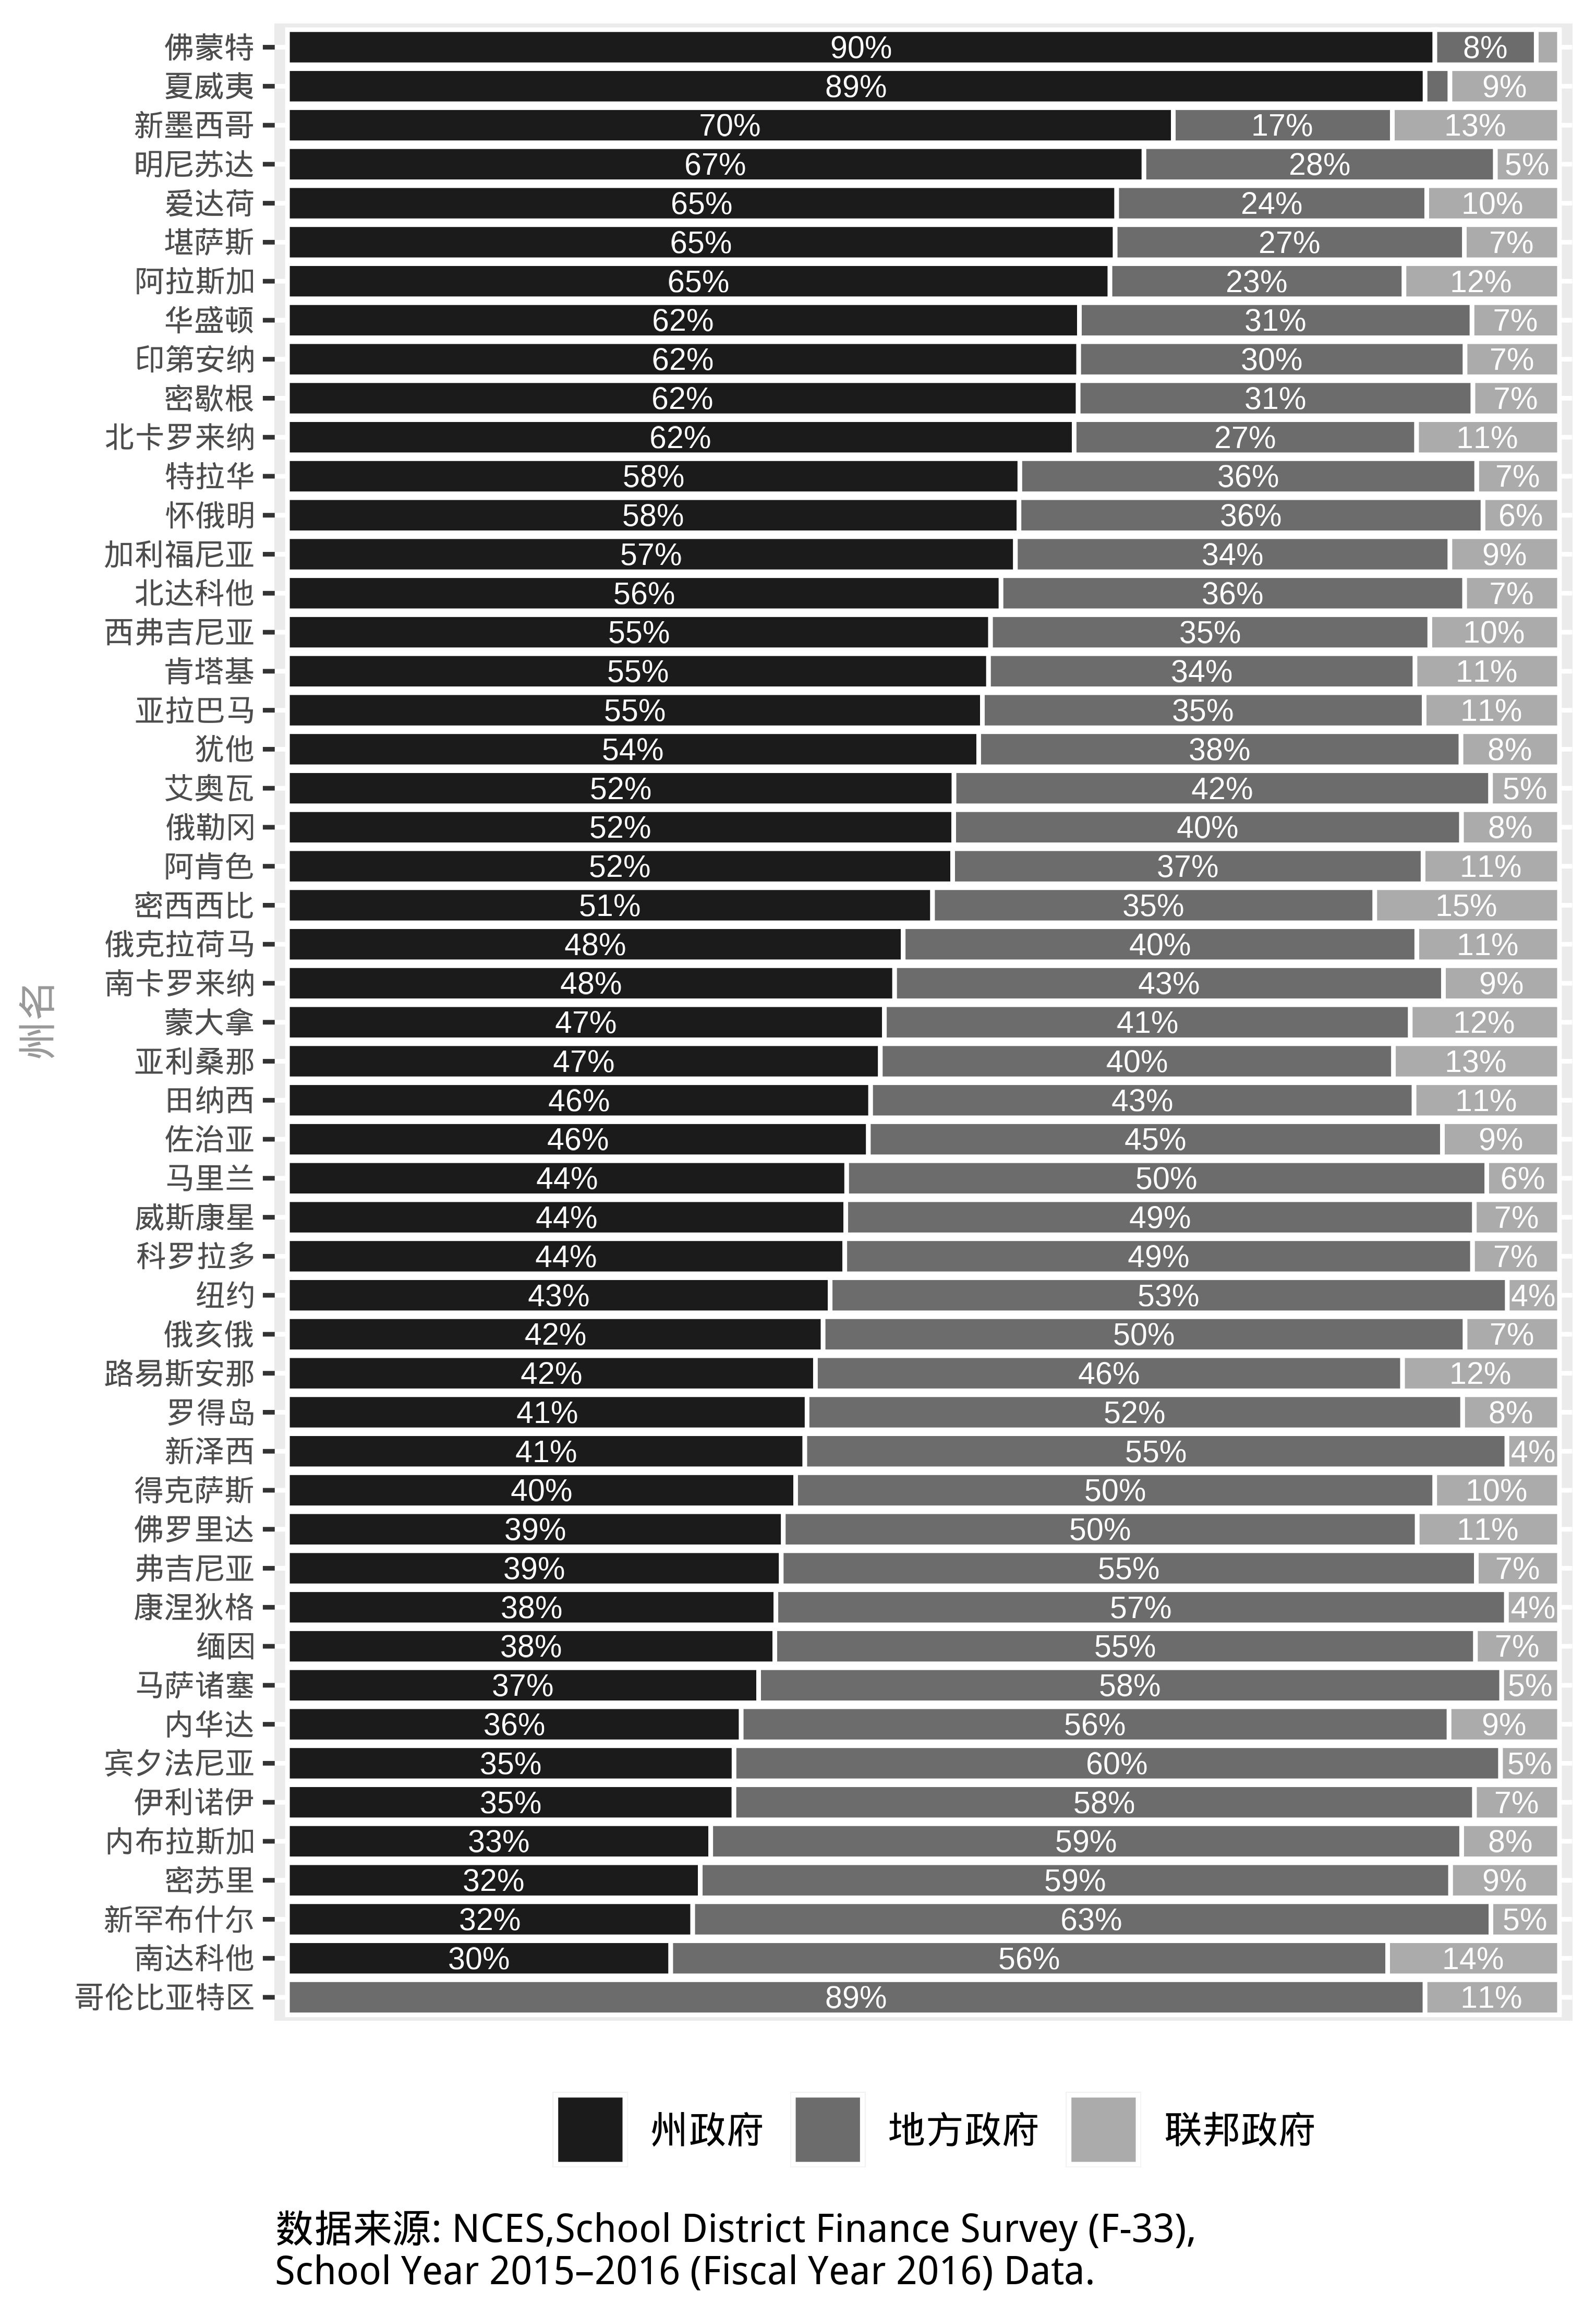 佛蒙特 90% 8%
夏威夷 89% 9%
新墨西哥 70% 17% 13%
明尼苏达 67% 28% 5%
爱达荷 65% 24% 10%
堪萨斯 65% 27% 7%
阿拉斯加 65% 23% 12%
华盛顿 62% 31% 7%
印第安纳 62% 30% 7%
密歇根 62% 31% 7%
北卡罗来纳 62% 27% 11%
特拉华 58% 36% 7%
怀俄明 58% 36% 6%
加利福尼亚 57% 34% 9%
北达科他 56% 36% 7%
西弗吉尼亚 55% 35% 10%
肯塔基 55% 34% 11%
亚拉巴马 55% 35% 11%
犹他 54% 38% 8%
艾奥瓦 52% 42% 5%
俄勒冈 52% 40% 8%
阿肯色 52% 37% 11%
密西西比 51% 35% 15%
俄克拉荷马 48% 40% 11%
南卡罗来纳 48% 43% 9%
蒙大拿 47% 41% 12%
亚利桑那 47% 40% 13%
田纳西 46% 43% 11%
佐治亚 46% 45% 9%
马里兰 44% 50% 6%
威斯康星 44% 49% 7%
科罗拉多 44% 49% 7%
纽约 43% 53% 4%
俄亥俄 42% 50% 7%
路易斯安那 42% 46% 12%
罗得岛 41% 52% 8%
新泽西 41% 55% 4%
得克萨斯 40% 50% 10%
佛罗里达 39% 50% 11%
弗吉尼亚 39% 55% 7%
康涅狄格 38% 57% 4%
缅因 38% 55% 7%
马萨诸塞 37% 58% 5%
内华达 36% 56% 9%
宾夕法尼亚 35% 60% 5%
伊利诺伊 35% 58% 7%
内布拉斯加 33% 59% 8%
密苏里 32% 59% 9%
新罕布什尔 32% 63% 5%
南达科他 30% 56% 14%
哥伦比亚特区 89% 11%
州名
州政府 地方政府 联邦政府
数据来源: NCES,School District Finance Survey (F-33),
School Year 2015–2016 (Fiscal Year 2016) Data.